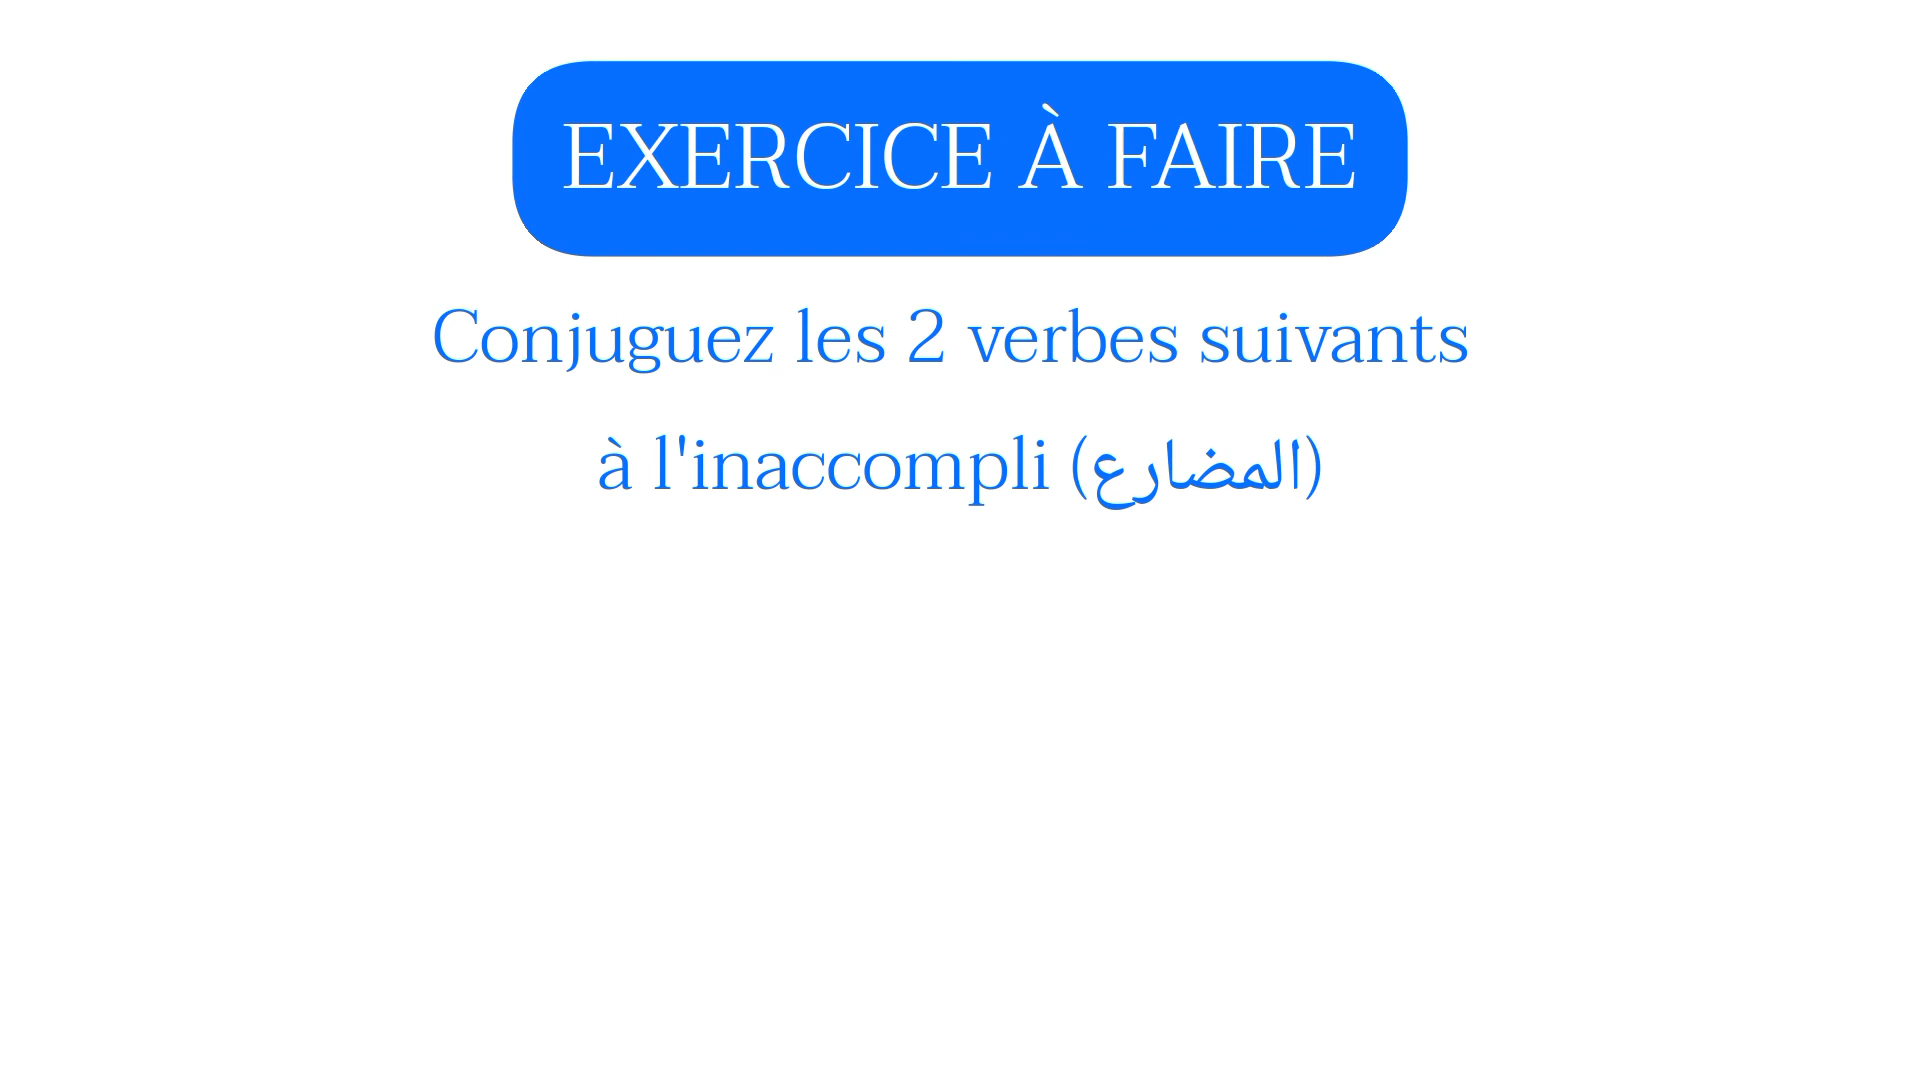 EXERCICE À FAIRE
Conjuguez les 2 verbes suivants
à l'inaccompli (المضارع)